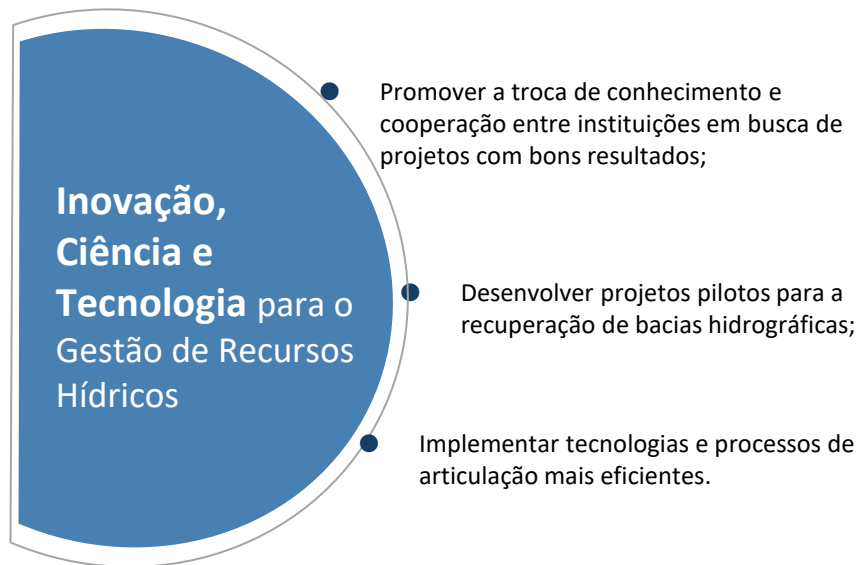 Inovação,
Ciência e
Tecnologia para o
Gestão de Recursos
Hídricos
Promover a troca de conhecimento e
cooperação entre instituições em busca de
projetos com bons resultados;
Desenvolver projetos pilotos para a
recuperação de bacias hidrográficas;
Implementar tecnologias e processos de
articulação mais eficientes.